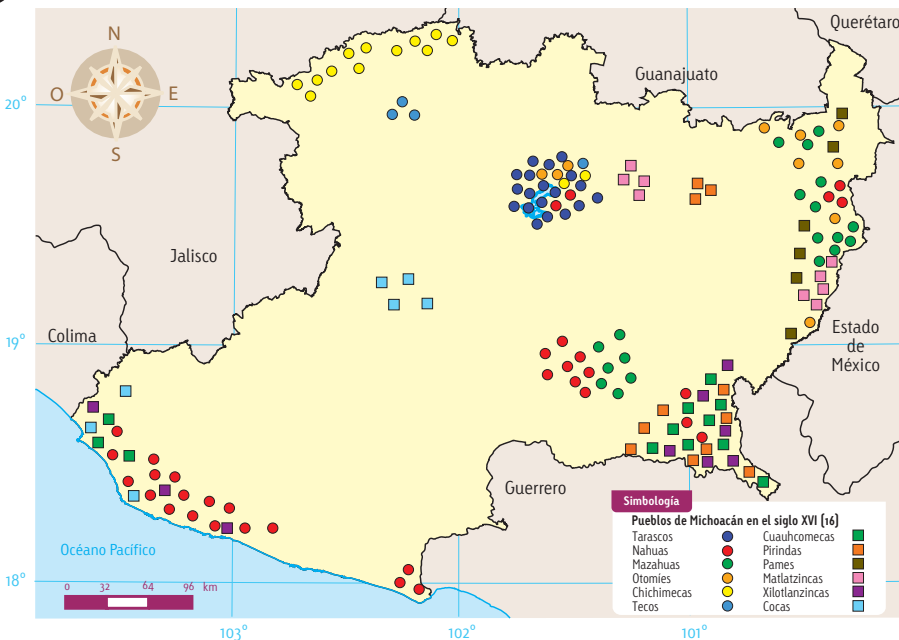 Querétaro
N
Guanajuato
O
E
20°
S
Jalisco
Colima
19°
Estado
de
México
Guerrero
Simbología
Pueblos de Michoacán en el siglo XVI (16)
Tarascos
Cuauhcomecas
Nahuas
Pirindas
Mazahuas
Pames
Otomíes
Matlatzincas
Chichimecas
Xilotlanzincas
Tecos
Cocas
Océano Pacífico
18°
0 32 64 96 km
103°
102°
101°